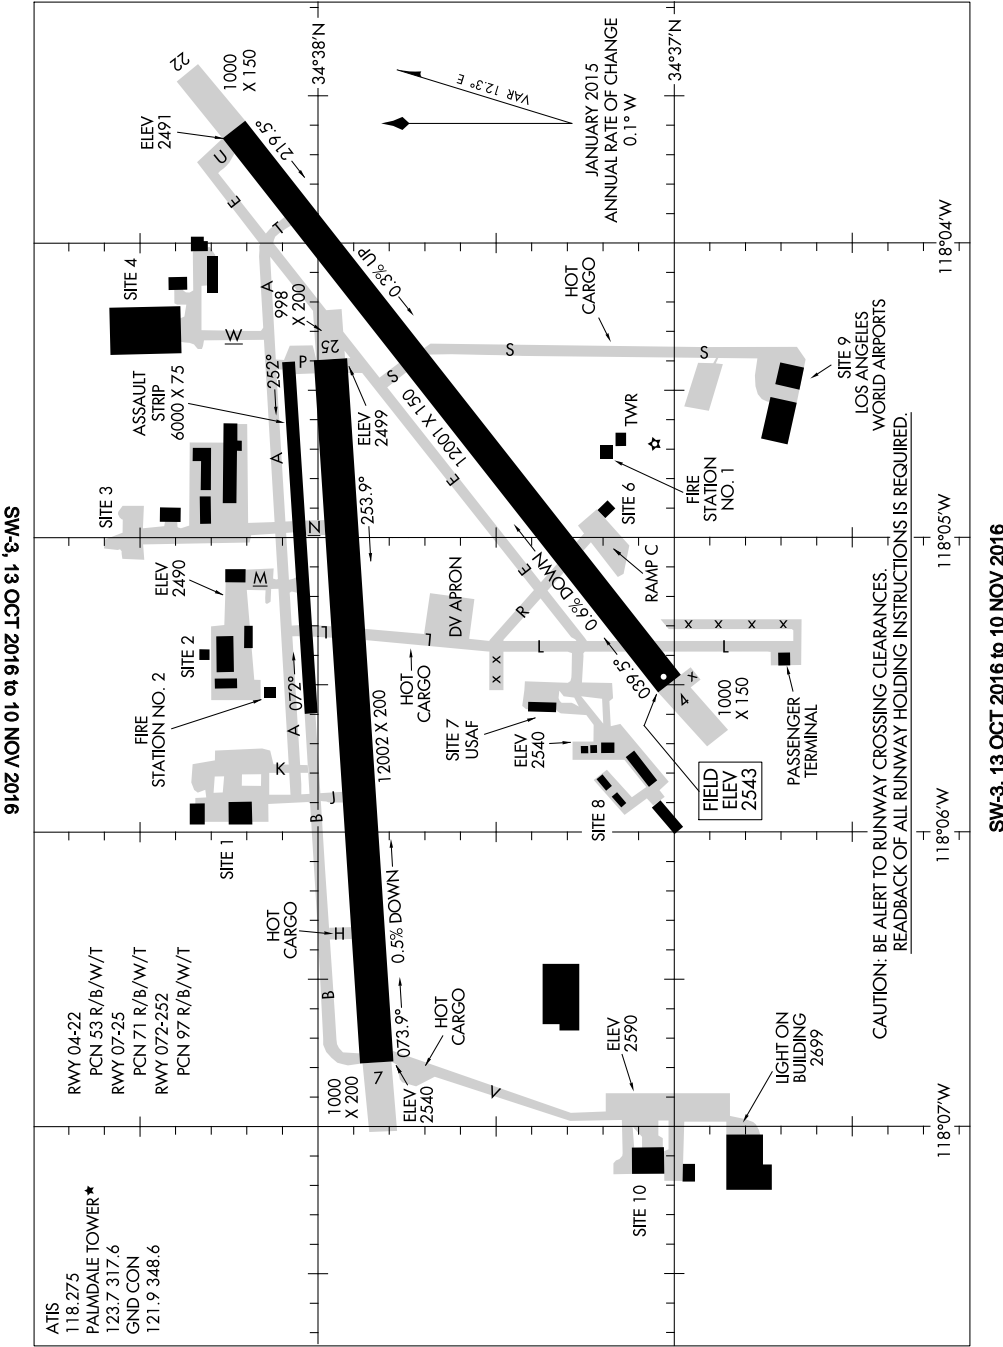 SW-3, 13 OCT 2016 to 10 NOV 2016
ATIS
118.275
PALMDALE TOWER★
123.7 317.6
GND CON
121.9 348.6
RWY 04-22
PCN 53 R/B/W/T
RWY 07-25
PCN 71 R/B/W/T
RWY 072-252
PCN 97 R/B/W/T
SITE 1
FIRE
STATION NO. 2
SITE 2
ELEV
2490
SITE 3
ASSAULT
STRIP
6000 X 75
SITE 4
ELEV
2491
22
1000
X 150
34°38'N
219.5°
U
E
T
A
998
X 200
W
252°
P
25
A
N
M
L
072°
A
K
J
B
HOT
CARGO
H
B
1000
X 200
7
073.9°
0.5% DOWN
12002 X 200
253.9°
ELEV
2499
ELEV
2540
HOT
CARGO
V
0.3% UP
S
12001 X 150
E
E
0.6% DOWN
039.5°
DV APRON
R
L
HOT
CARGO
X
X
L
SITE 7
USAF
ELEV
2540
SITE 8
FIELD
ELEV
2543
4
X
1000
X 150
L
X
X
X
X
PASSENGER
TERMINAL
RAMP C
SITE 6
FIRE
STATION
NO. 1
TWR
HOT
CARGO
S
S
SITE 9
LOS ANGELES
WORLD AIRPORTS
VAR 12.3° E
JANUARY 2015
ANNUAL RATE OF CHANGE
0.1° W
34°37'N
ELEV
2590
SITE 10
LIGHT ON
BUILDING
2699
CAUTION: BE ALERT TO RUNWAY CROSSING CLEARANCES.
READBACK OF ALL RUNWAY HOLDING INSTRUCTIONS IS REQUIRED.
118°07'W
118°06'W
118°05'W
118°04'W
SW-3, 13 OCT 2016 to 10 NOV 2016